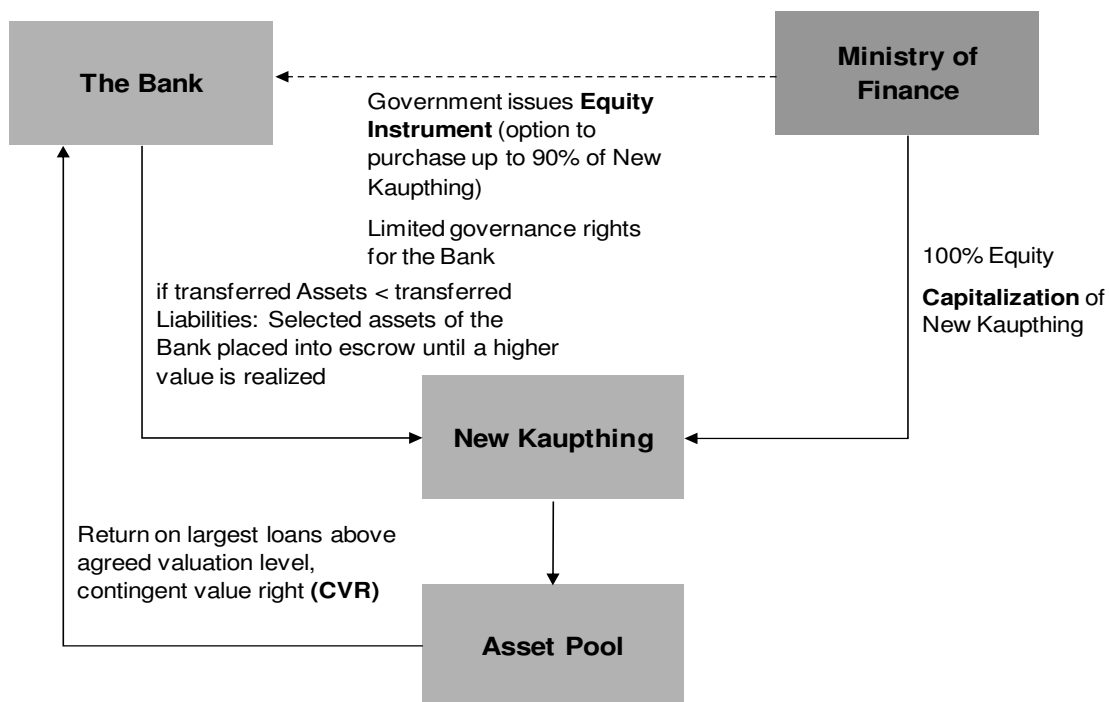 The Bank
Ministry of
Finance
Government issues Equity
Instrument (option to
purchase up to 90% of New
Kaupthing)
Limited governance rights
for the Bank
100% Equity
Capitalization of
New Kaupthing
if transferred Assets < transferred
Liabilities: Selected assets of the
Bank placed into escrow until a higher
value is realized
New Kaupthing
Return on largest loans above
agreed valuation level,
contingent value right (CVR)
Asset Pool